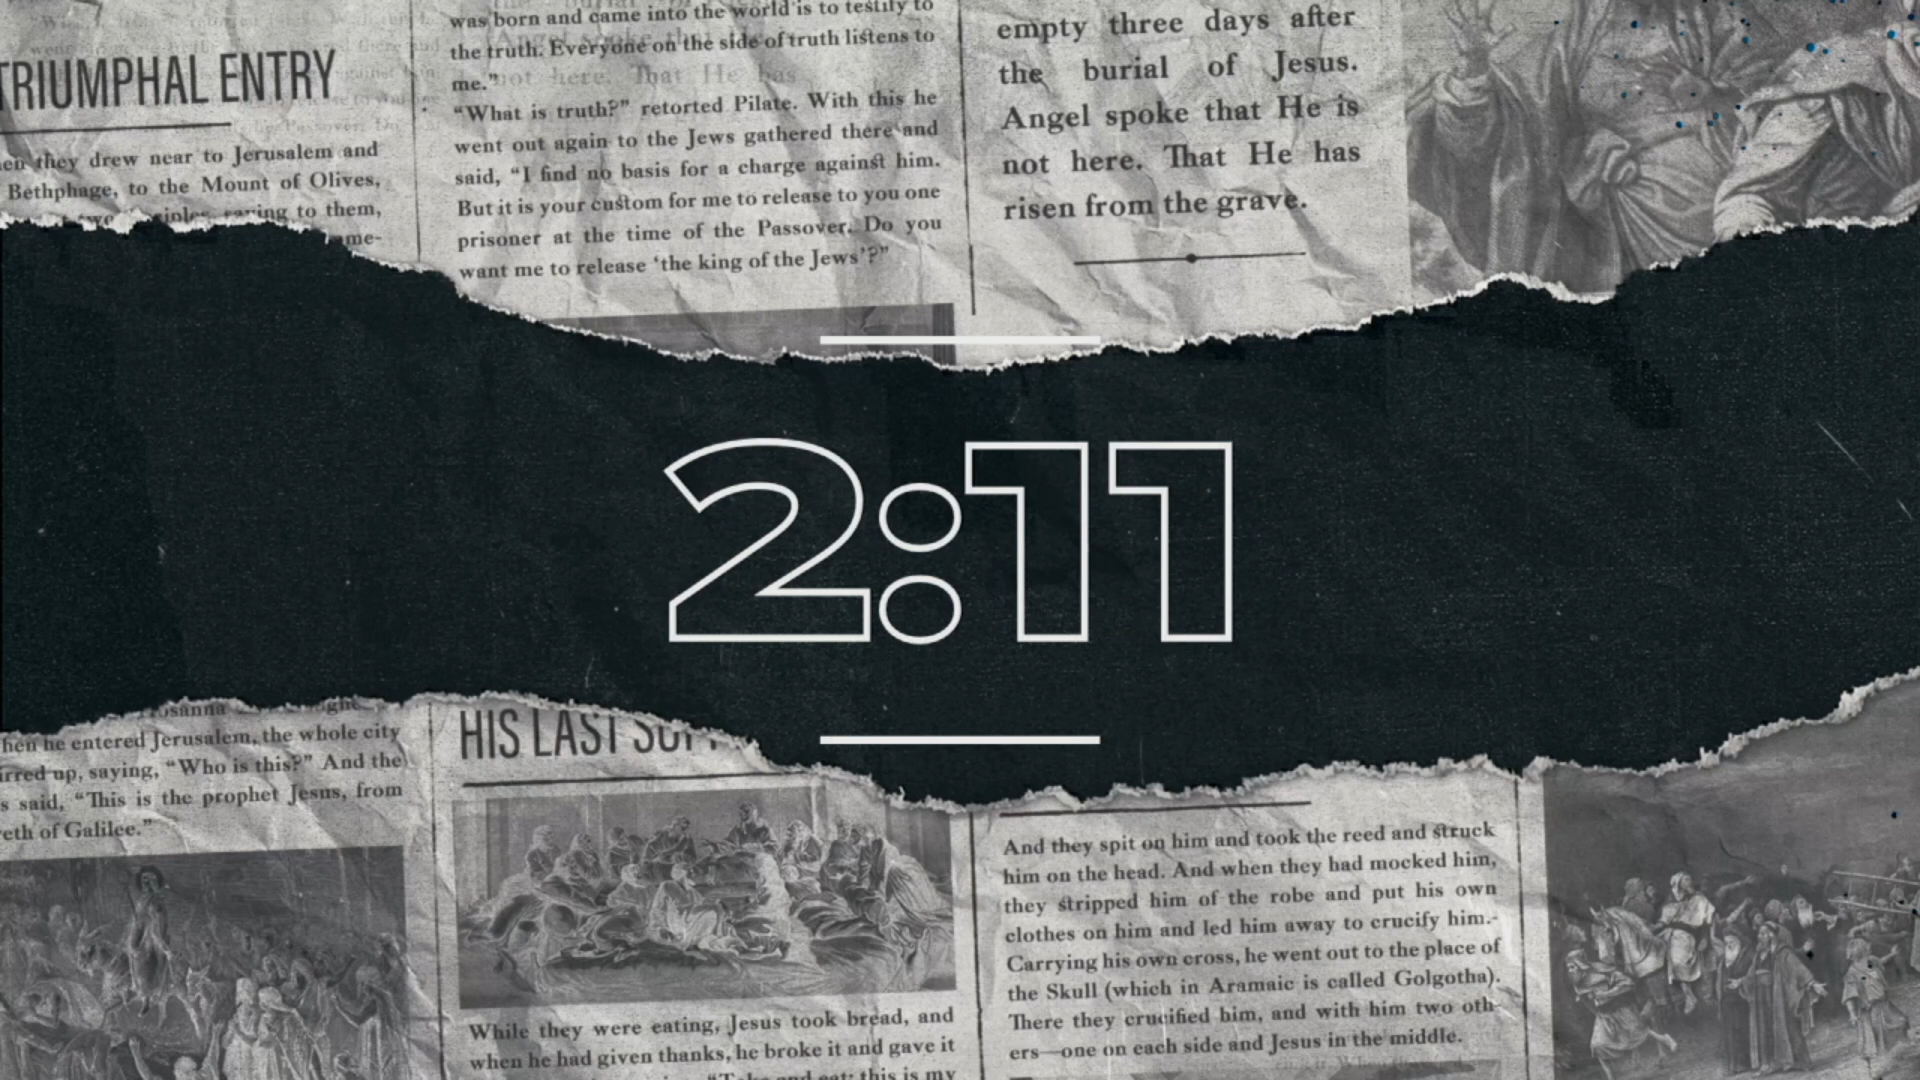 TRIUMPHAL ENTRY
they drew near to Jerusalem and
Bethphage, to the Mount of Olives,
to them,
was born and came into the world is to testify to
the truth. Everyone on the side of truth listens to
me.”
not here. That He has
“What is truth?” retorted Pilate. With this he
went out again to the Jews gathered there and
said, “I find no basis for a charge against him.
But it is your custom for me to release to you one
prisoner at the time of the Passover. Do you
want me to release ‘the king of the Jews’?”
empty three days after
the burial of Jesus.
Angel spoke that He is
not here. That He has
risen from the grave.
2:11
he entered Jerusalem, the whole city
up, saying, “Who is this?” And the
said, “This is the prophet Jesus, from
of Galilee.”
HIS LAST
While they were eating, Jesus took bread, and
when he had given thanks, he broke it and gave it
eat; this is my
And they spit on him and took the reed and struck
him on the head. And when they had mocked him,
they stripped him of the robe and put his own
clothes on him and led him away to crucify him.-
Carrying his own cross, he went out to the place of
the Skull (which in Aramaic is called Golgotha).
There they crucified him, and with him two oth-
ers—one on each side and Jesus in the middle.